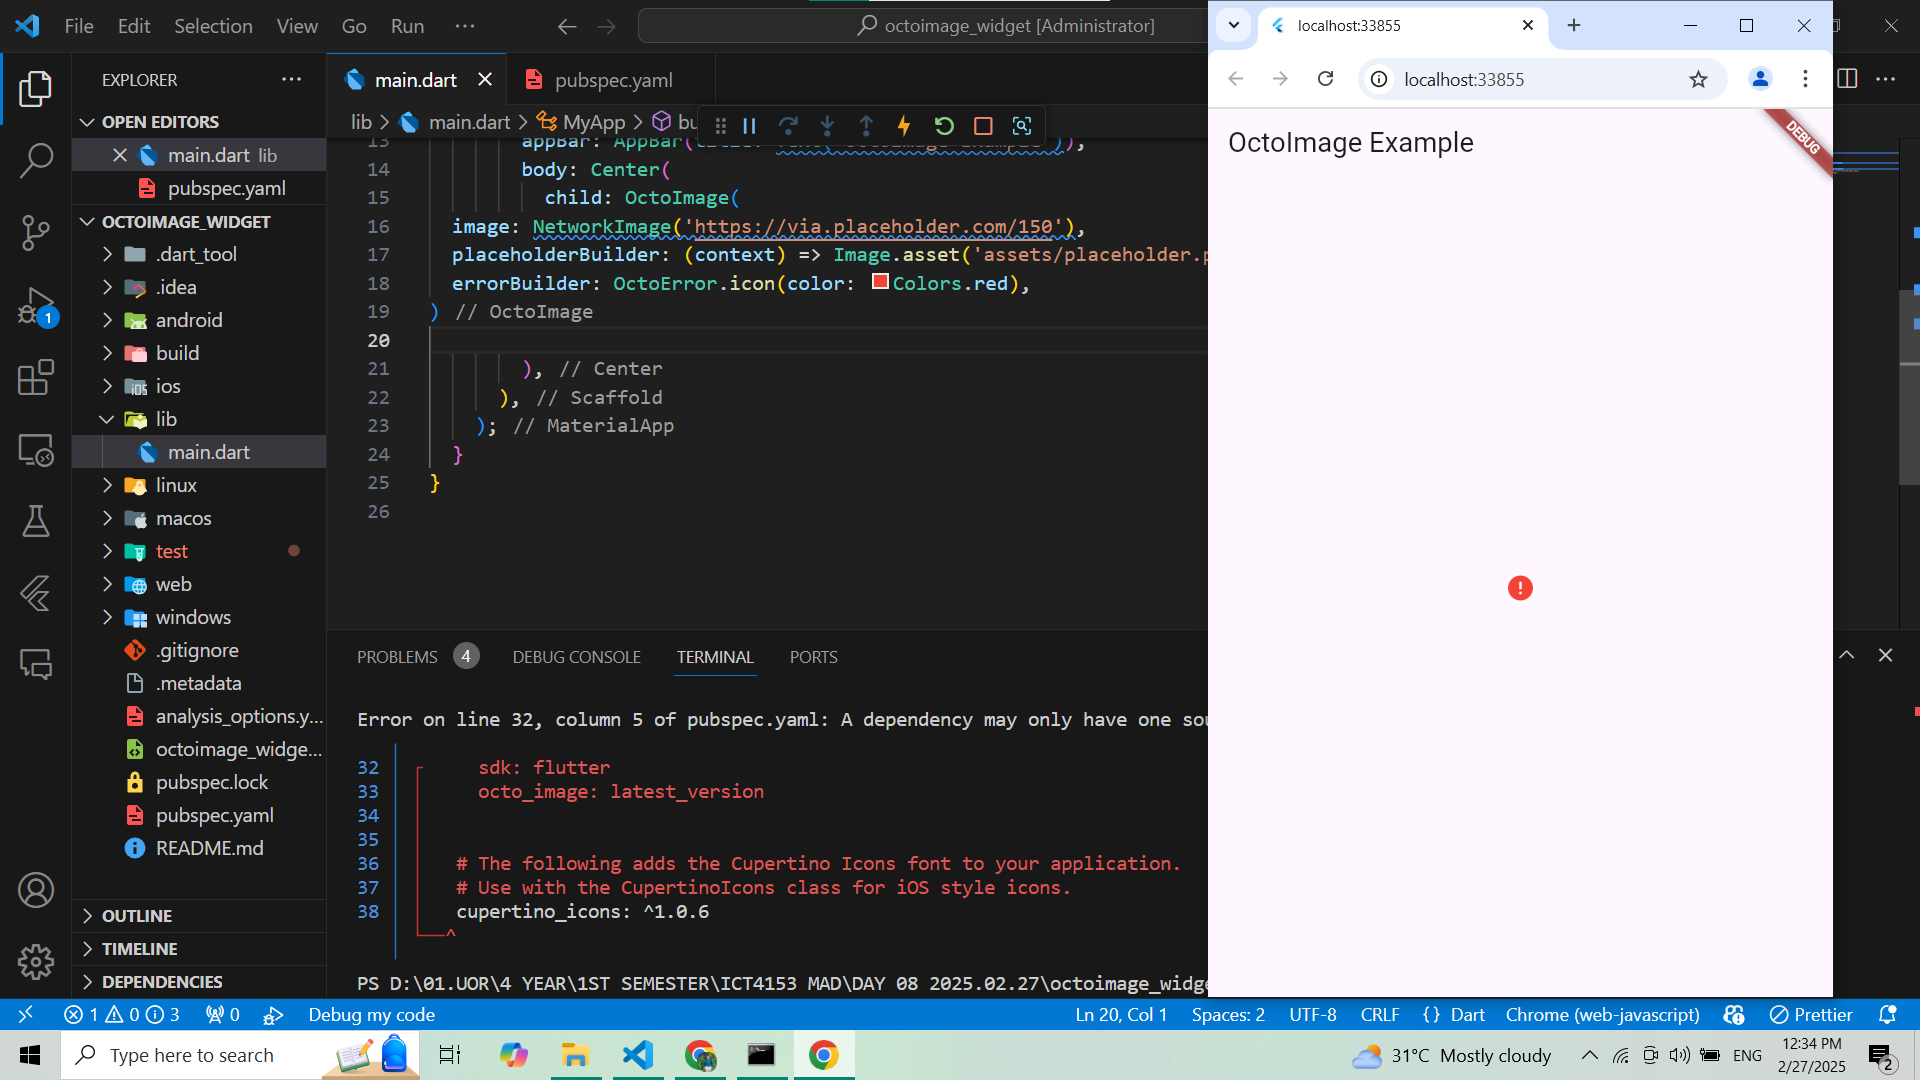 File Edit Selection View Go Run ···
octoimage_widget [Administrator]
EXPLORER
OPEN EDITORS
main.dart lib
pubspec.yaml
OCTOIMAGE_WIDGET
.dart_tool
.idea
android
build
ios
lib
main.dart
linux
macos
test
web
windows
.gitignore
.metadata
analysis_options.y...
octoimage_widge...
pubspec.lock
pubspec.yaml
README.md
OUTLINE
TIMELINE
DEPENDENCIES
1
main.dart
pubspec.yaml
lib > main.dart > MyApp > bu
13 appBar: AppBar(title: Text('OctoImage Example')),
14 body: Center(
15 child: OctoImage(
16 image: NetworkImage('https://via.placeholder.com/150'),
17 placeholderBuilder: (context) => Image.asset('assets/placeholder.p
18 errorBuilder: OctoError.icon(color: Colors.red),
19 ) // OctoImage
20
21 ), // Center
22 ), // Scaffold
23 ); // MaterialApp
24 }
25 }
26
PROBLEMS 4 DEBUG CONSOLE TERMINAL PORTS
Error on line 32, column 5 of pubspec.yaml: A dependency may only have one sou
32 sdk: flutter
33 octo_image: latest_version
34
35
36 # The following adds the Cupertino Icons font to your application.
37 # Use with the CupertinoIcons class for iOS style icons.
38 cupertino_icons: ^1.0.6
^
PS D:\01.UOR\4 YEAR\1ST SEMESTER\ICT4153 MAD\DAY 08 2025.02.27\octoimage_widge
localhost:33855
localhost:33855
OctoImage Example
DEBUG
1 0 3 0 Debug my code Ln 20, Col 1 Spaces: 2 UTF-8 CRLF {} Dart Chrome (web-javascript) Prettier
Type here to search
31°C Mostly cloudy
ENG
12:34 PM
2/27/2025
2